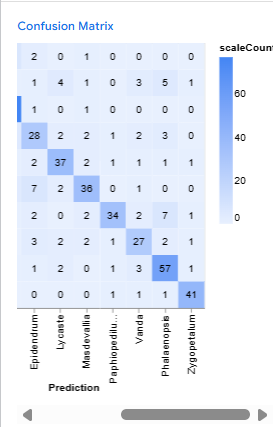 Confusion Matrix
scaleCount
2 0 1 0 0 0 0
1 4 1 0 3 5 1
1 0 1 0 0 0 0
28 2 2 1 2 3 0
2 37 2 1 1 1 1
7 2 36 0 1 0 0
2 0 2 34 2 7 1
3 2 2 1 27 2 1
1 2 0 1 3 57 1
0 0 0 1 1 1 41
60
40
20
0
Epidendrum
Lycaste
Masdevallia
Paphiopedilu...
Vanda
Phalaenopsis
Zygopetalum
Prediction